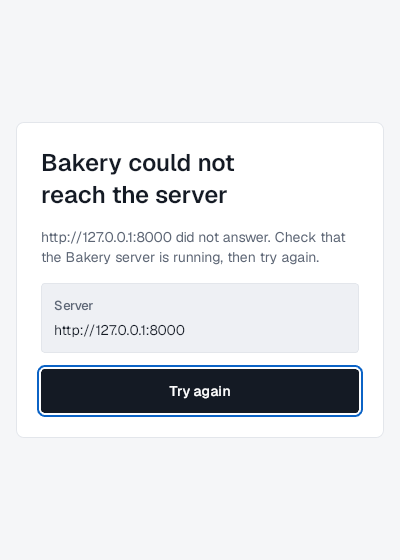 Bakery could not
reach the server
http://127.0.0.1:8000 did not answer. Check that
the Bakery server is running, then try again.
Server
http://127.0.0.1:8000
Try again